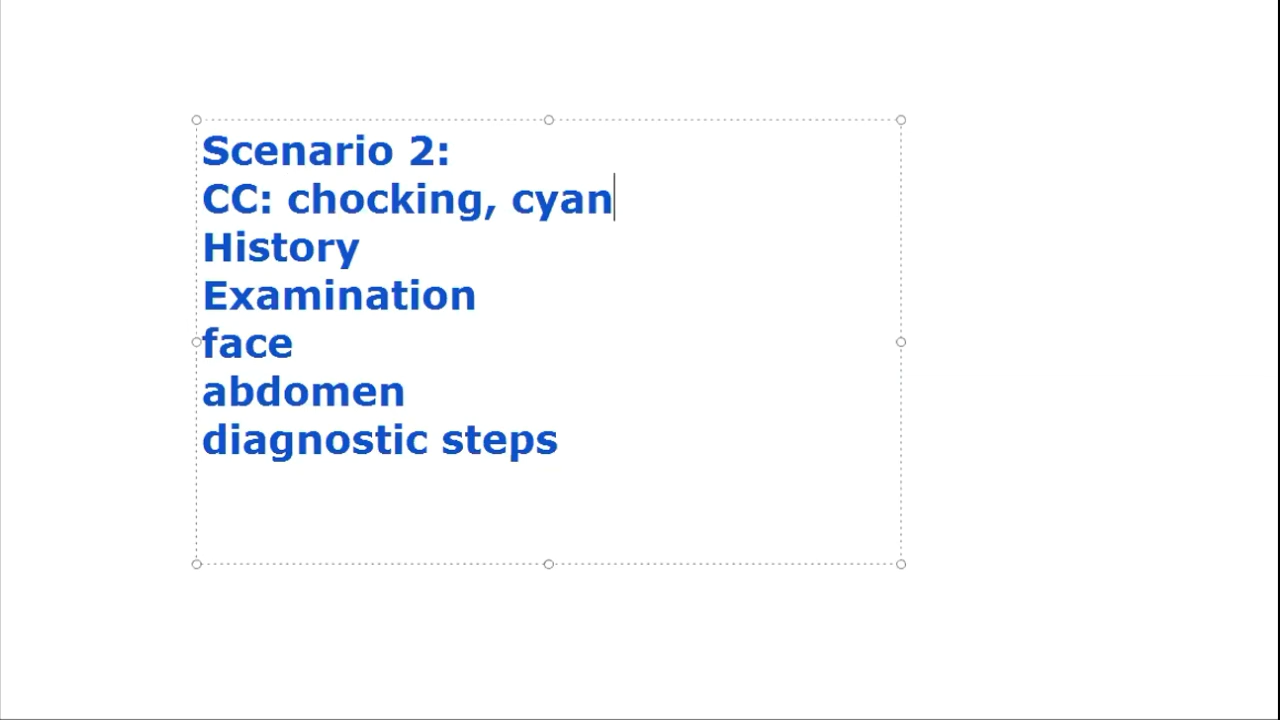 Scenario 2:
CC: chocking, cyan
History
Examination
face
abdomen
diagnostic steps